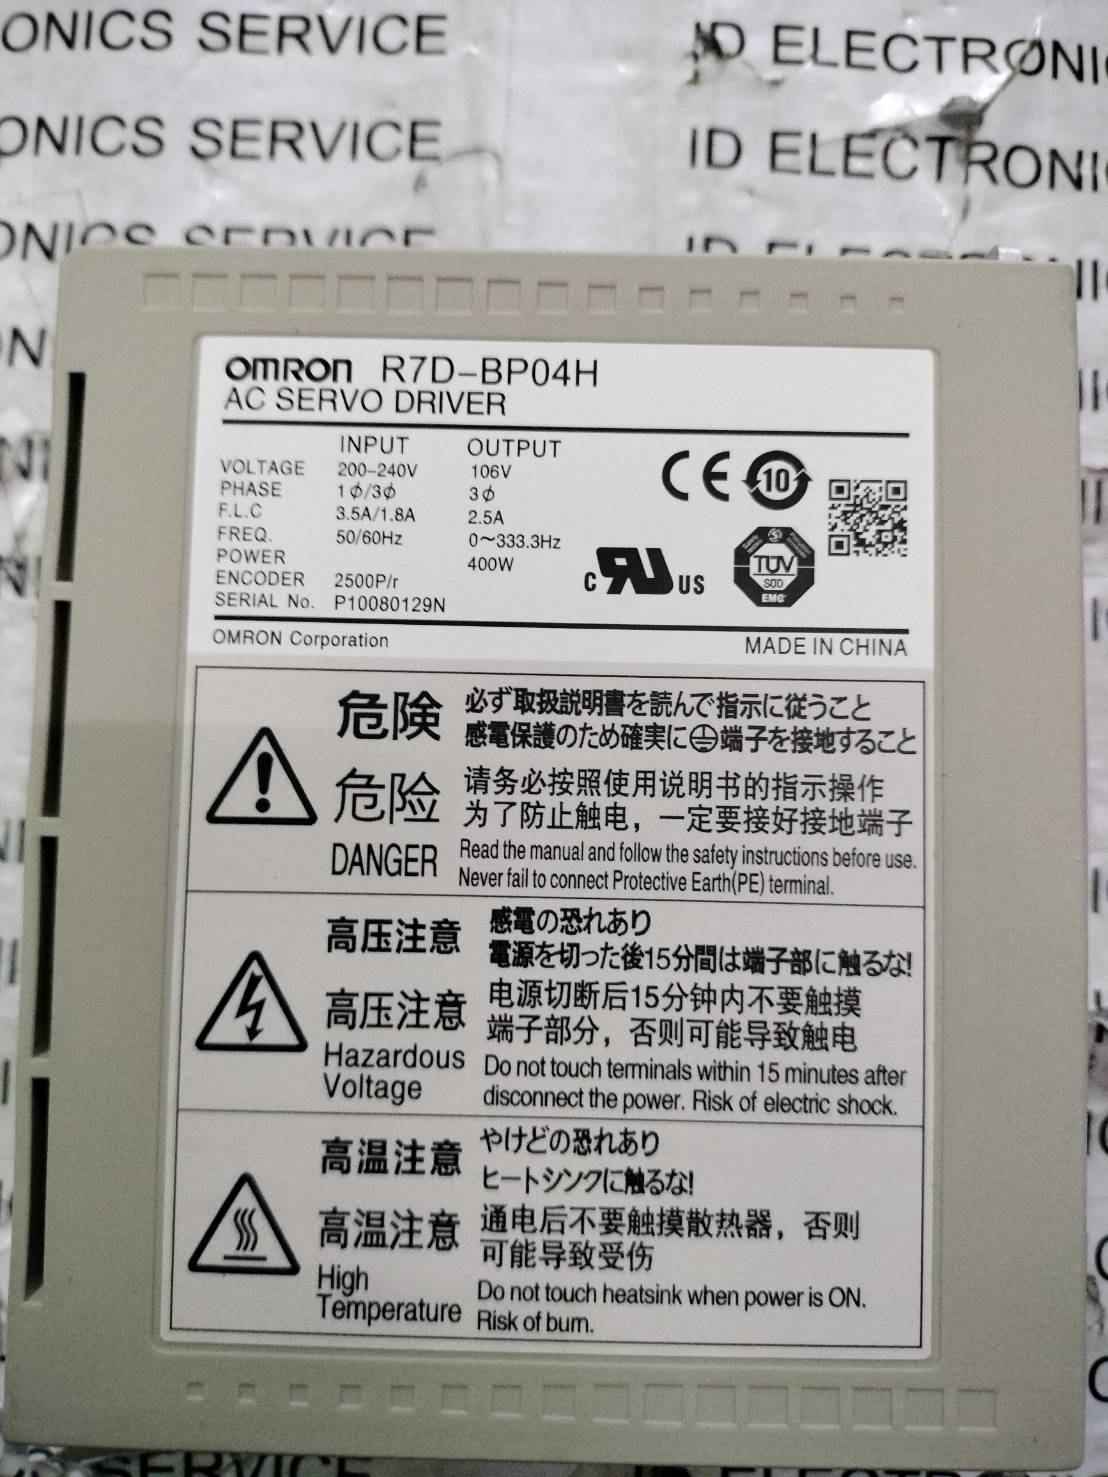 ONICS SERVICE
ID ELECTRONI
ONICS SERVICE
ID ELECTRONI
ONICS SERVICE
ID ELECTRONI
omron R7D-BP04H
AC SERVO DRIVER
INPUT OUTPUT
VOLTAGE 200-240V 106V
PHASE 1ϕ/3ϕ 3ϕ
F.L.C 3.5A/1.8A 2.5A
FREQ. 50/60Hz 0~333.3Hz
POWER 400W
ENCODER 2500P/r
SERIAL No. P10080129N
CE 10
c RU US
TÜV
SÜD
EMC
OMRON Corporation MADE IN CHINA
危険 必ず取扱説明書を読んで指示に従うこと
感電保護のため確実に⏚端子を接地すること
危险 请务必按照使用说明书的指示操作
为了防止触电，一定要接好接地端子
DANGER Read the manual and follow the safety instructions before use.
Never fail to connect Protective Earth(PE) terminal.
高圧注意 感電の恐れあり
電源を切った後15分間は端子部に触るな!
高压注意 电源切断后15分钟内不要触摸
端子部分，否则可能导致触电
Hazardous Voltage Do not touch terminals within 15 minutes after
disconnect the power. Risk of electric shock.
高温注意 やけどの恐れあり
ヒートシンクに触るな!
高温注意 通电后不要触摸散热器，否则
可能导致受伤
High Temperature Do not touch heatsink when power is ON.
Risk of burn.